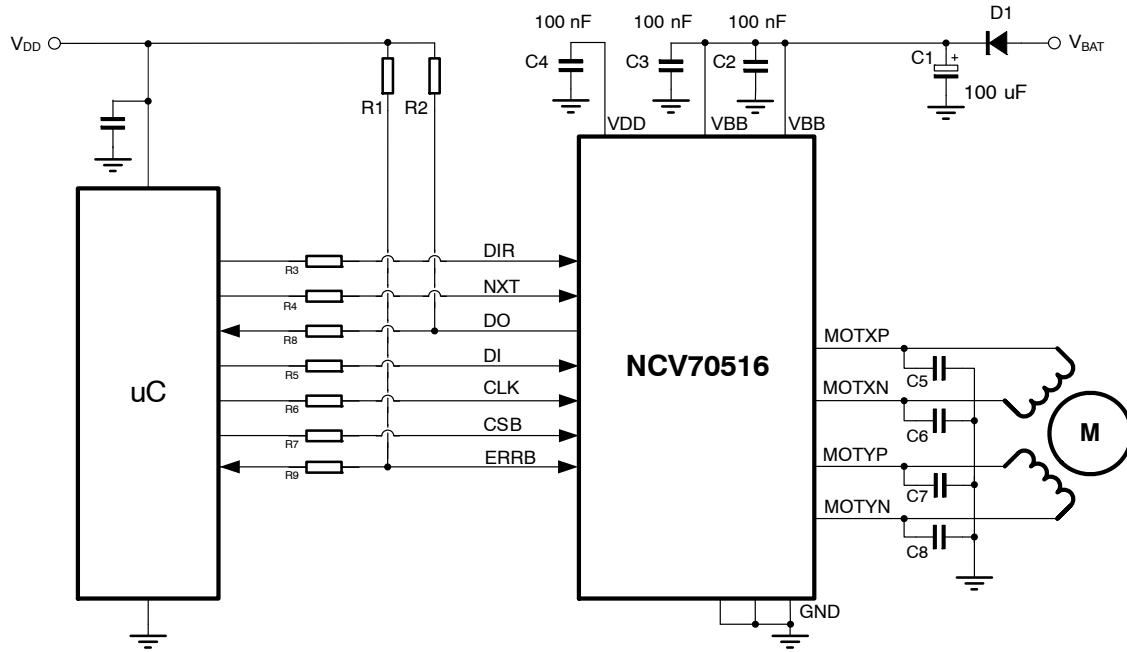 100 nF
100 nF
100 nF
D1
VDD
C4
C3
C2
C1
+
VBAT
R1
R2
100 uF
VDD
VBB
VBB
DIR
R3
NXT
R4
DO
R8
DI
R5
CLK
R6
CSB
R7
ERRB
R9
uC
NCV70516
MOTXP
C5
MOTXN
C6
M
MOTYP
C7
MOTYN
C8
GND